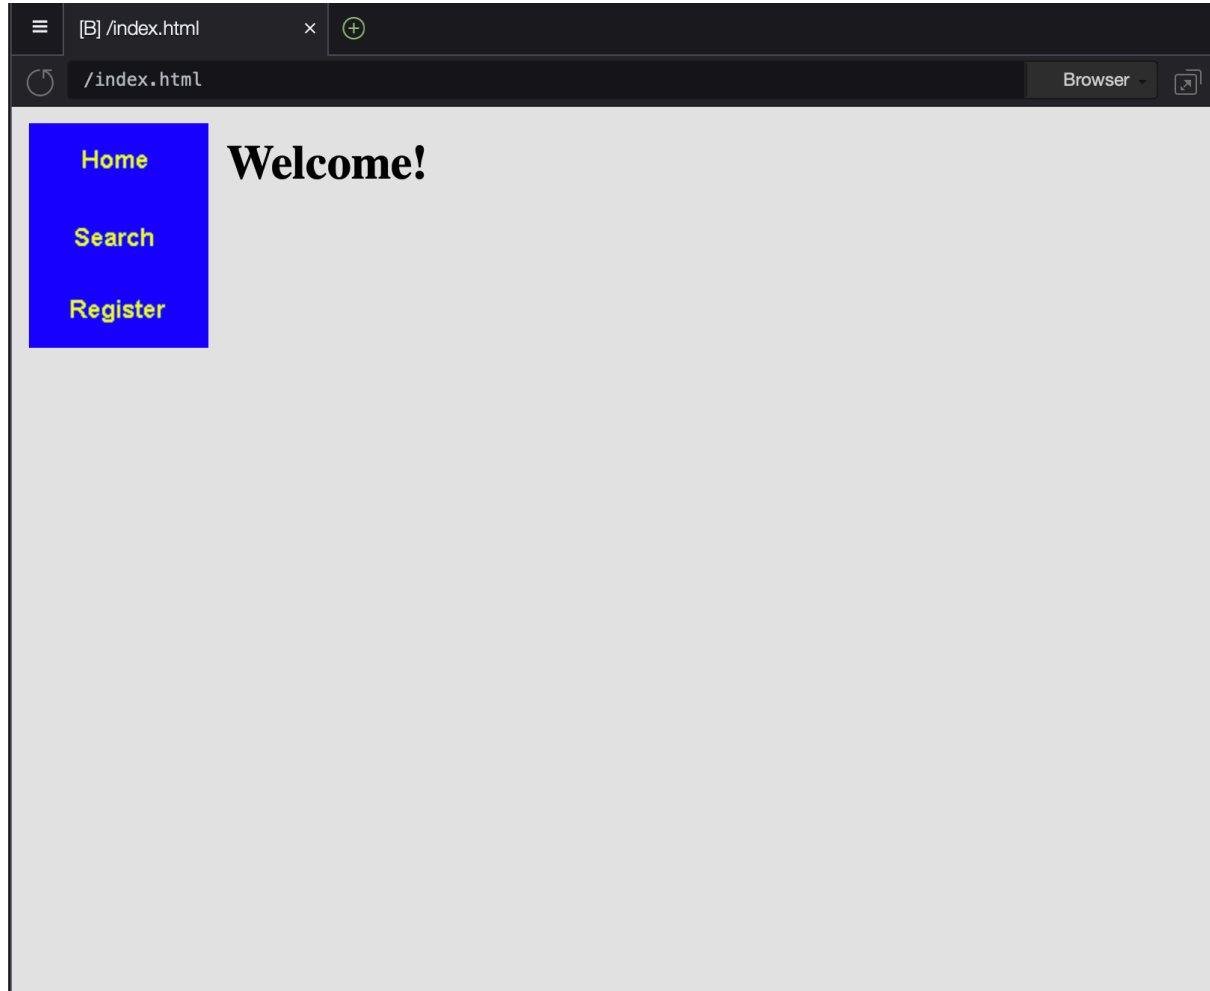 [B] /index.html
/index.html
Browser
Home
Welcome!
Search
Register